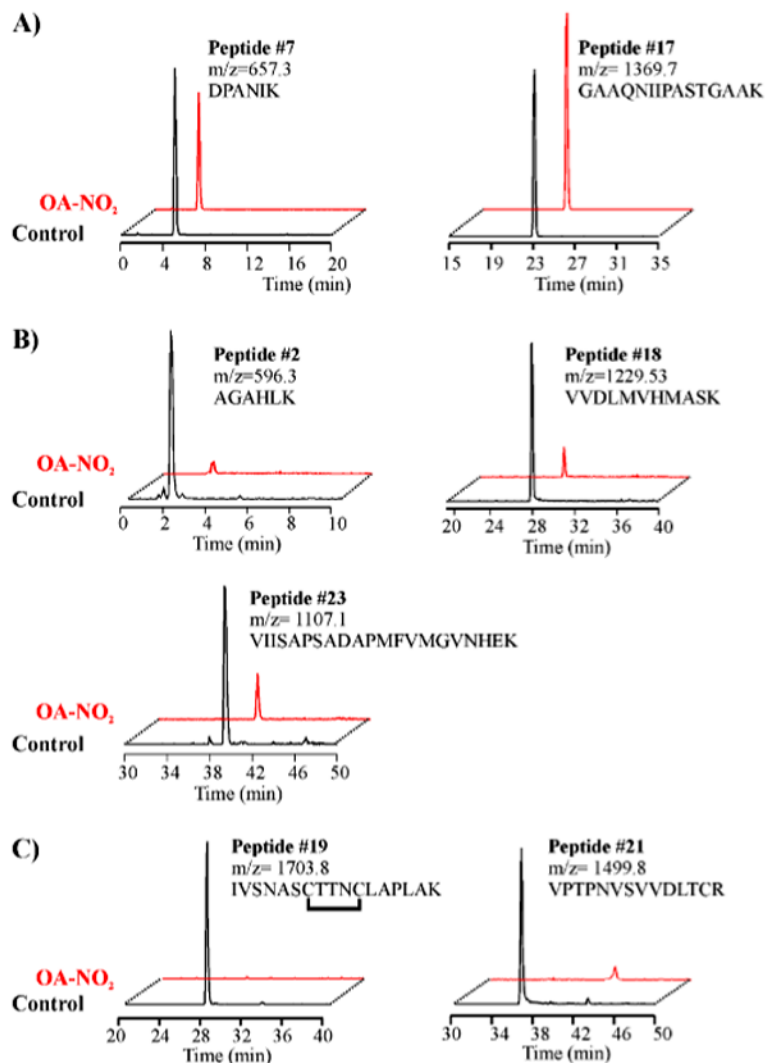 A)
Peptide #7
m/z=657.3
DPANIK
OA-NO₂
Control
0 4 8 12 16 20
Time (min)
Peptide #17
m/z= 1369.7
GAAQNIIPASTGAAK
15 19 23 27 31 35
Time (min)
B)
Peptide #2
m/z=596.3
AGAHLK
OA-NO₂
Control
0 2 4 6 8 10
Time (min)
Peptide #18
m/z=1229.53
VVDLMVHMASK
20 24 28 32 36 40
Time (min)
Peptide #23
m/z= 1107.1
VIISAPSADAPMFVMGVNHEK
OA-NO₂
Control
30 34 38 42 46 50
Time (min)
C)
Peptide #19
m/z= 1703.8
IVSNASCTTNCLAPLAK
OA-NO₂
Control
20 24 28 32 36 40
Time (min)
Peptide #21
m/z= 1499.8
VPTPNVSVVDLTCR
30 34 38 42 46 50
Time (min)